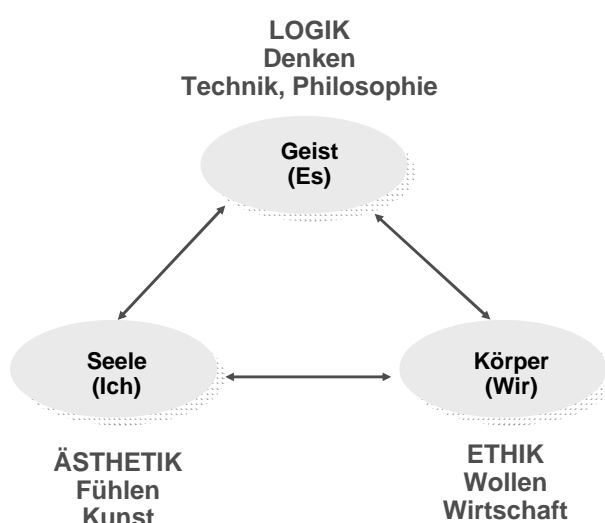 LOGIK
Denken
Technik, Philosophie
Geist
(Es)
Seele
(Ich)
Körper
(Wir)
ÄSTHETIK
Fühlen
Kunst
ETHIK
Wollen
Wirtschaft